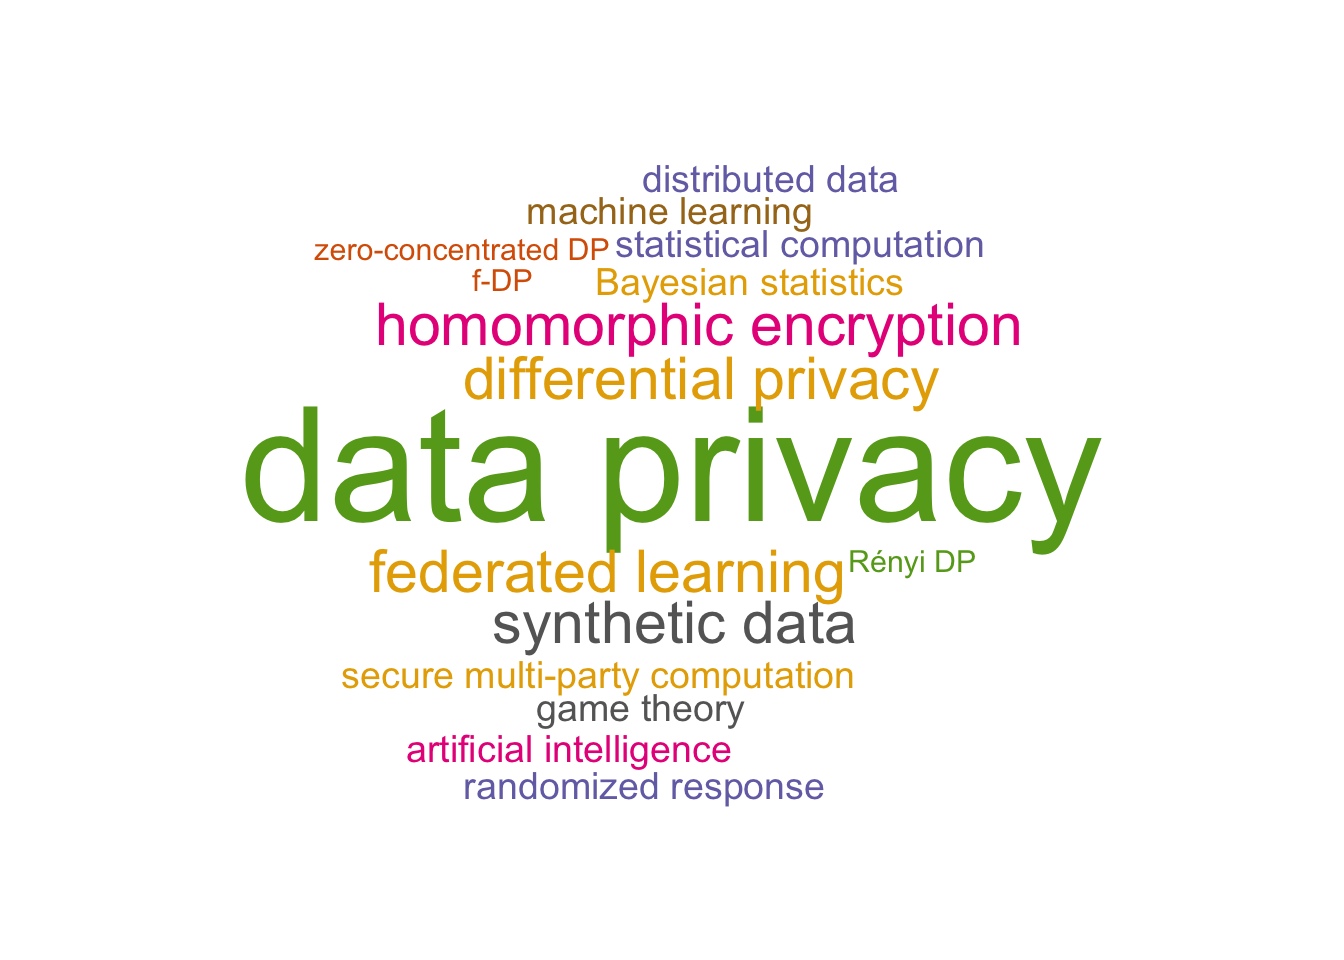 distributed data
machine learning
zero-concentrated DP statistical computation
f-DP Bayesian statistics
homomorphic encryption
differential privacy
data privacy
federated learning Rényi DP
synthetic data
secure multi-party computation
game theory
artificial intelligence
randomized response